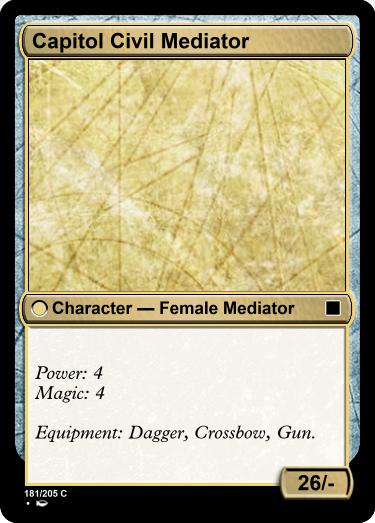 Capitol Civil Mediator
Character — Female Mediator
Power: 4
Magic: 4
Equipment: Dagger, Crossbow, Gun.
26/-
181/205 C